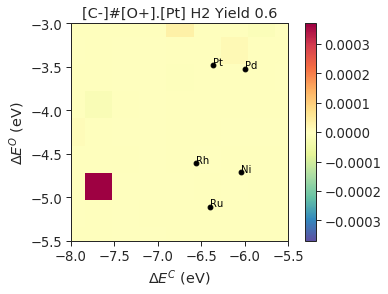 [C-]#[O+].[Pt] H2 Yield 0.6
−3.0
−3.5
−4.0
−4.5
−5.0
−5.5
ΔE^O (eV)
Pt
Pd
Rh
Ni
Ru
−8.0 −7.5 −7.0 −6.5 −6.0 −5.5
ΔE^C (eV)
0.0003
0.0002
0.0001
0.0000
−0.0001
−0.0002
−0.0003